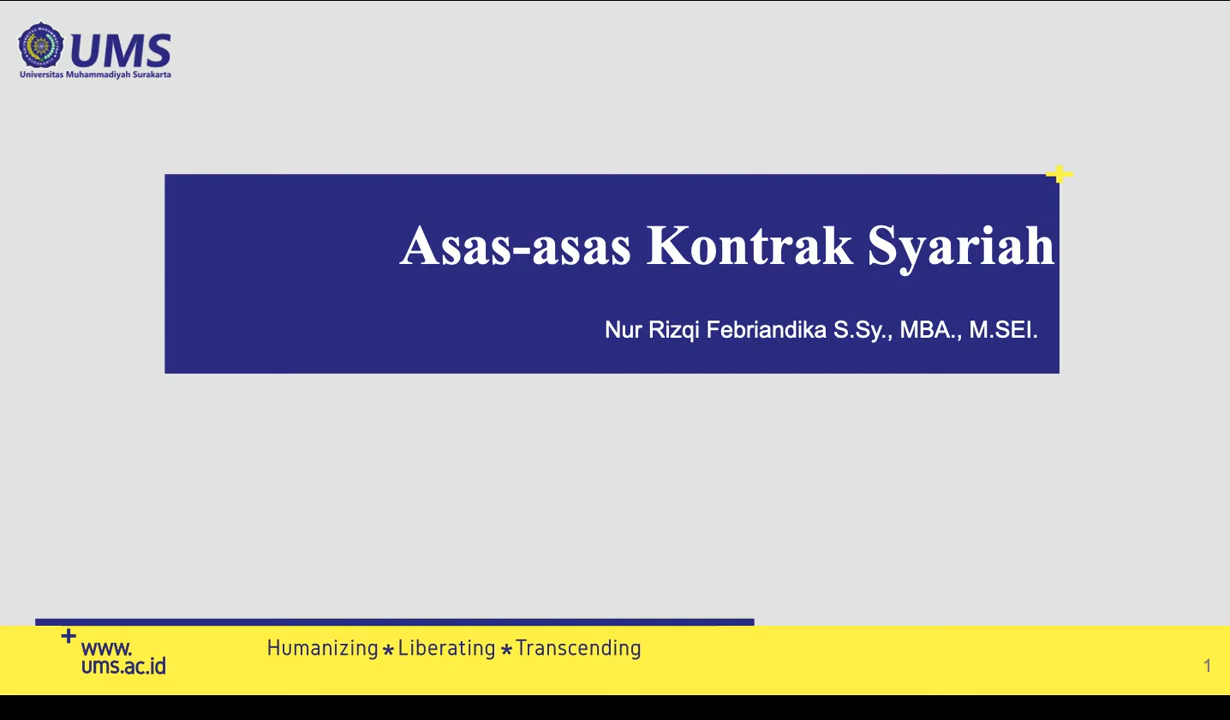 UMS
Universitas Muhammadiyah Surakarta
Asas-asas Kontrak Syariah
Nur Rizqi Febriandika S.Sy., MBA., M.SEI.
www.
ums.ac.id
Humanizing * Liberating * Transcending
1